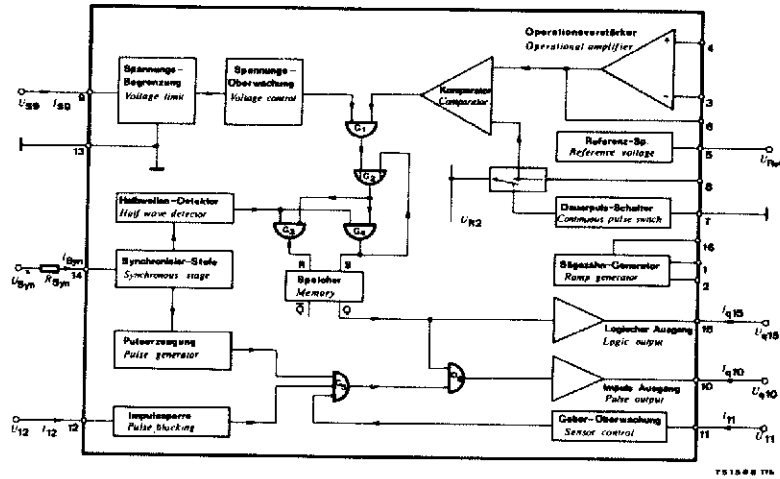 Operationsverstärker
Operational amplifier
+
4
-
3
6
Spannungs-
Begrenzung
Voltage limit
Spannungs-
Überwachung
Voltage control
Komparator
Comparator
U_S9
I_S9
9
G1
Referenz-Sp.
Reference voltage
5
U_Ref
13
G2
8
Halbwellen-Detektor
Half wave detector
U_R2
Dauerpuls-Schalter
Continuous pulse switch
7
G3
G4
16
I_Syn
Synchronisier-Stufe
Synchronous stage
R
S
Sägezahn-Generator
Ramp generator
1
2
U_Syn
R_Syn
14
Speicher
Memory
Q̅
Q
I_q15
Logischer Ausgang
Logic output
15
U_q15
Pulserzeugung
Pulse generator
G5
I_q10
Impuls Ausgang
Pulse output
10
U_q10
Impulssperre
Pulse blocking
Geber-Überwachung
Sensor control
I_11
U_12
I_12
12
11
U_11